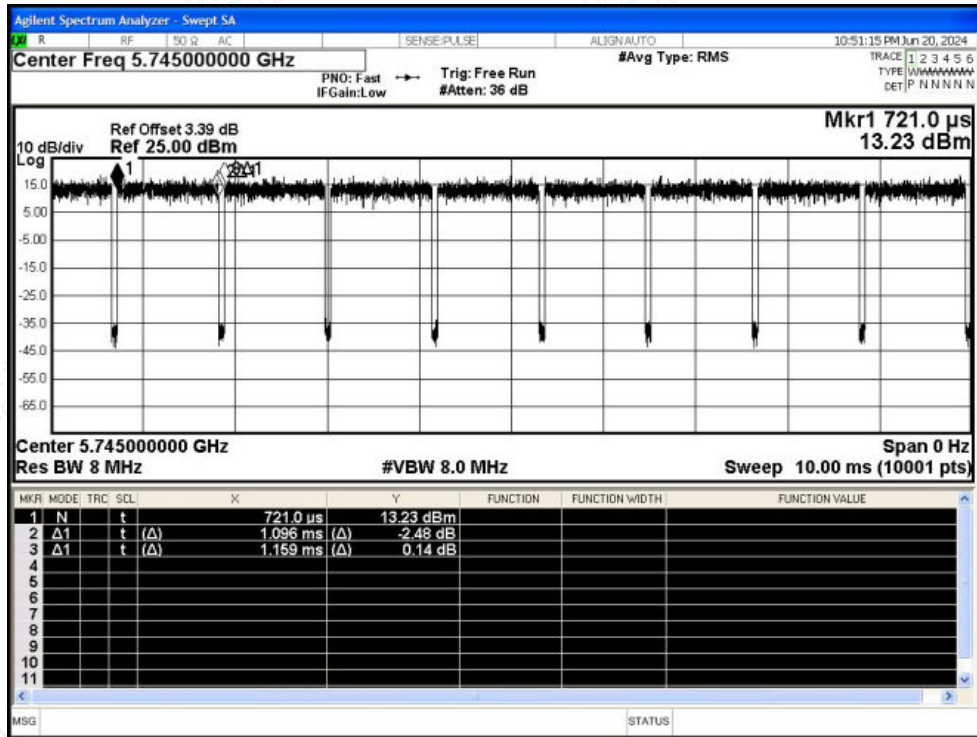 Agilent Spectrum Analyzer - Swept SA
LXI R RF 50 Ω AC SENSE:PULSE ALIGNAUTO 10:51:15 PM Jun 20, 2024
Center Freq 5.745000000 GHz
PNO: Fast
IFGain:Low
Trig: Free Run
#Atten: 36 dB
#Avg Type: RMS
TRACE 1 2 3 4 5 6
TYPE
DET P N N N N N
Mkr1 721.0 µs
13.23 dBm
Ref Offset 3.39 dB
10 dB/div Ref 25.00 dBm
Log
1
15.0
5.00
-5.00
-15.0
-25.0
-35.0
-45.0
-55.0
-65.0
Center 5.745000000 GHz Span 0 Hz
Res BW 8 MHz #VBW 8.0 MHz Sweep 10.00 ms (10001 pts)
MKR MODE TRC SCL X Y FUNCTION FUNCTION WIDTH FUNCTION VALUE
1 N t 721.0 µs 13.23 dBm
2 Δ1 t (Δ) 1.096 ms (Δ) -2.48 dB
3 Δ1 t (Δ) 1.159 ms (Δ) 0.14 dB
4
5
6
7
8
9
10
11
MSG STATUS